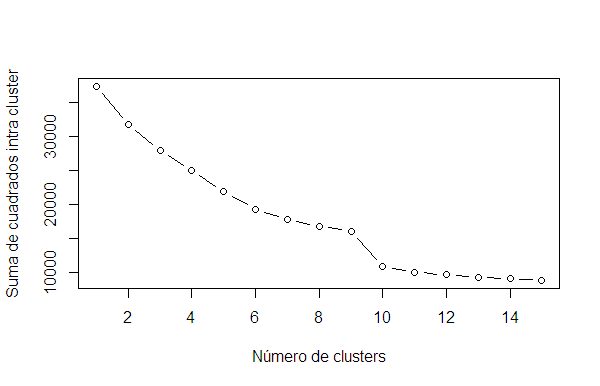 Suma de cuadrados intra cluster
10000
20000
30000
2 4 6 8 10 12 14
Número de clusters